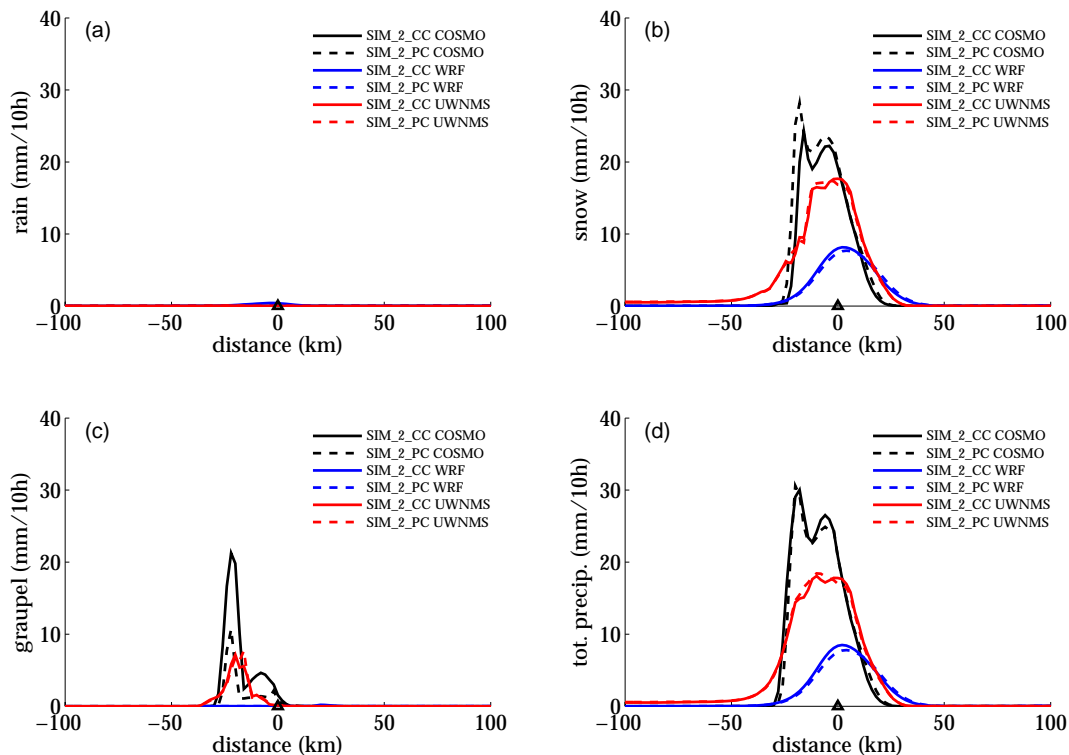 (a)
40
30
20
10
0
rain (mm/10h)
−100
−50
0
50
100
distance (km)
SIM_2_CC COSMO
SIM_2_PC COSMO
SIM_2_CC WRF
SIM_2_PC WRF
SIM_2_CC UWNMS
SIM_2_PC UWNMS
(b)
40
30
20
10
0
snow (mm/10h)
−100
−50
0
50
100
distance (km)
SIM_2_CC COSMO
SIM_2_PC COSMO
SIM_2_CC WRF
SIM_2_PC WRF
SIM_2_CC UWNMS
SIM_2_PC UWNMS
(c)
40
30
20
10
0
graupel (mm/10h)
−100
−50
0
50
100
distance (km)
SIM_2_CC COSMO
SIM_2_PC COSMO
SIM_2_CC WRF
SIM_2_PC WRF
SIM_2_CC UWNMS
SIM_2_PC UWNMS
(d)
40
30
20
10
0
tot. precip. (mm/10h)
−100
−50
0
50
100
distance (km)
SIM_2_CC COSMO
SIM_2_PC COSMO
SIM_2_CC WRF
SIM_2_PC WRF
SIM_2_CC UWNMS
SIM_2_PC UWNMS